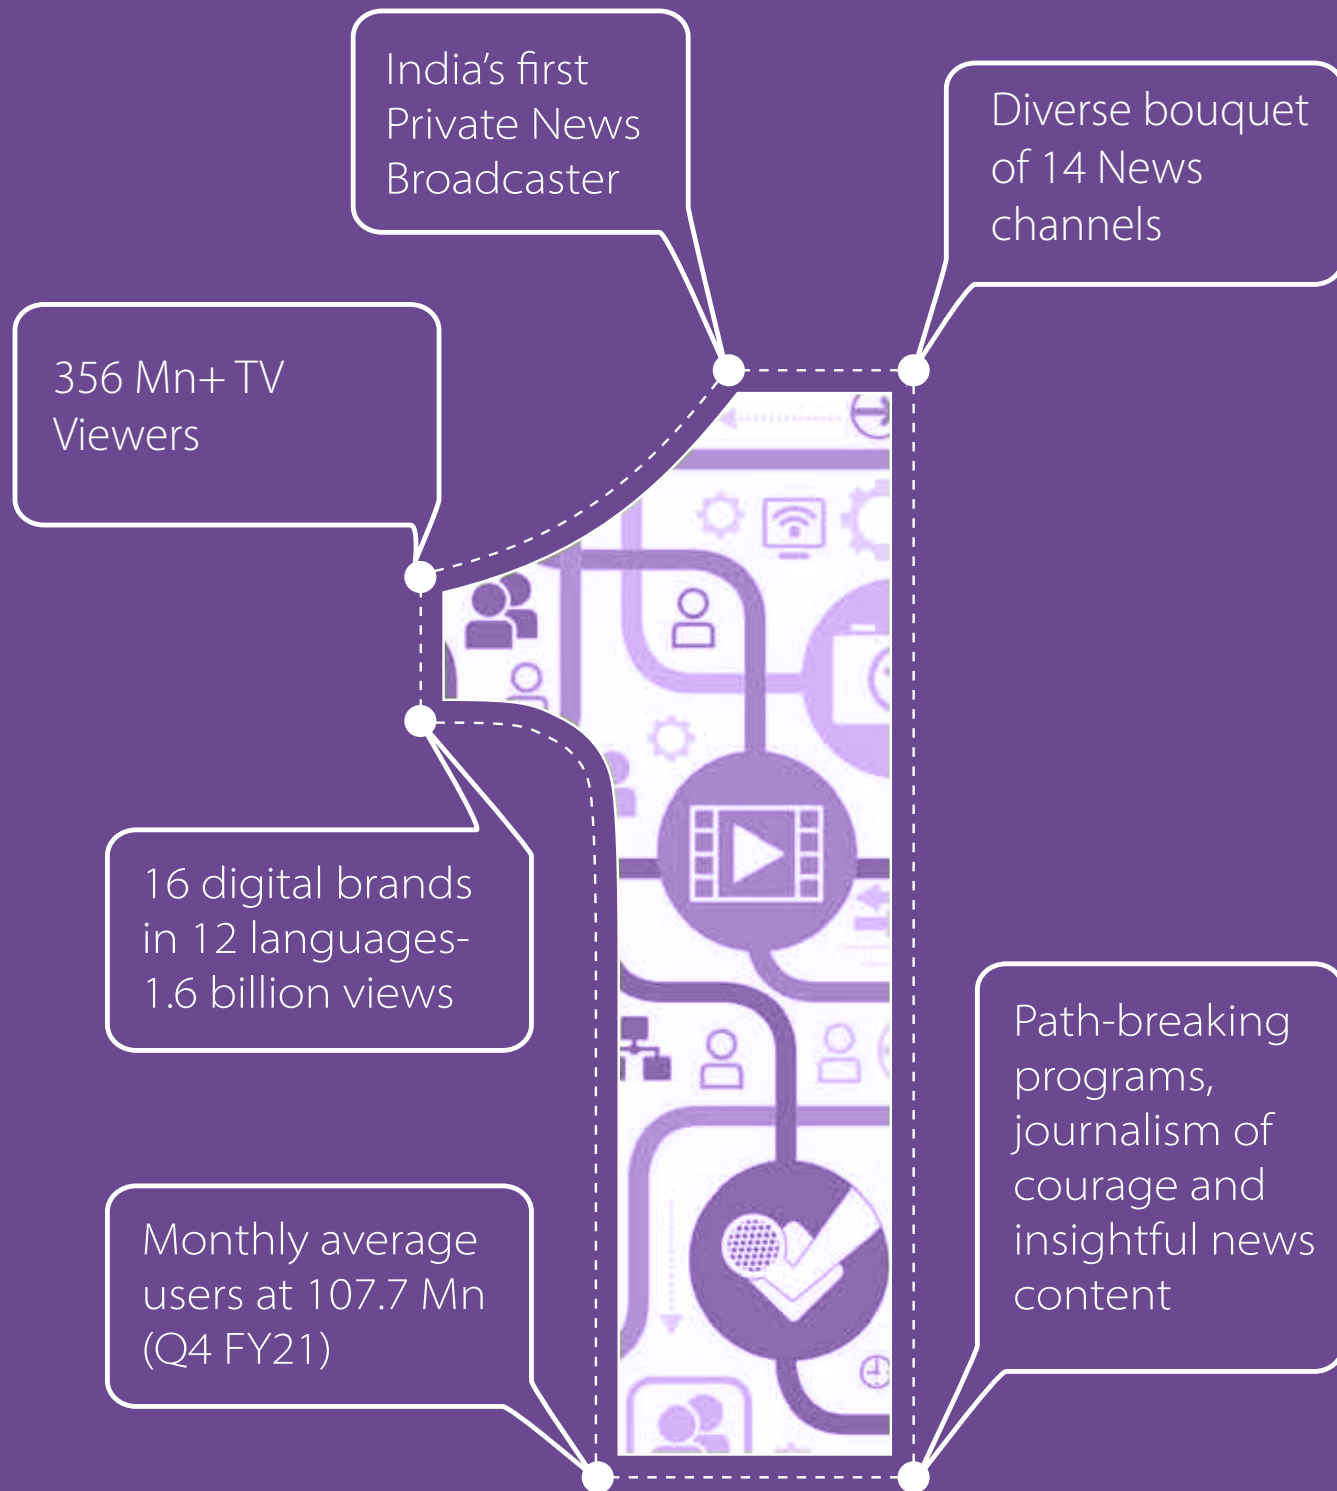 India’s first
Private News
Broadcaster
Diverse bouquet
of 14 News
channels
356 Mn+ TV
Viewers
16 digital brands
in 12 languages-
1.6 billion views
Monthly average
users at 107.7 Mn
(Q4 FY21)
Path-breaking
programs,
journalism of
courage and
insightful news
content